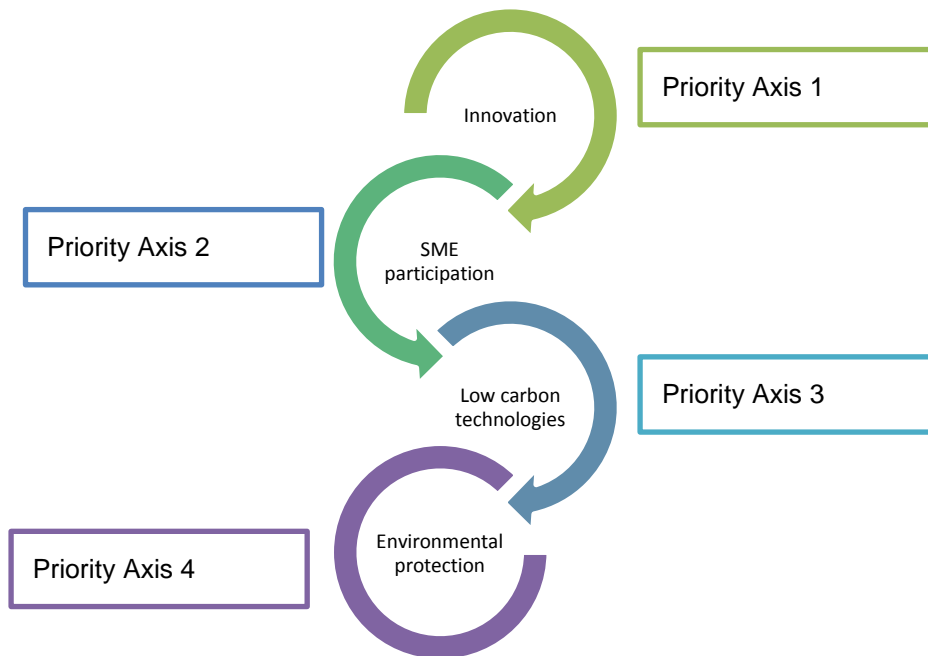 Priority Axis 1
Innovation
Priority Axis 2
SME
participation
Priority Axis 3
Low carbon
technologies
Priority Axis 4
Environmental
protection